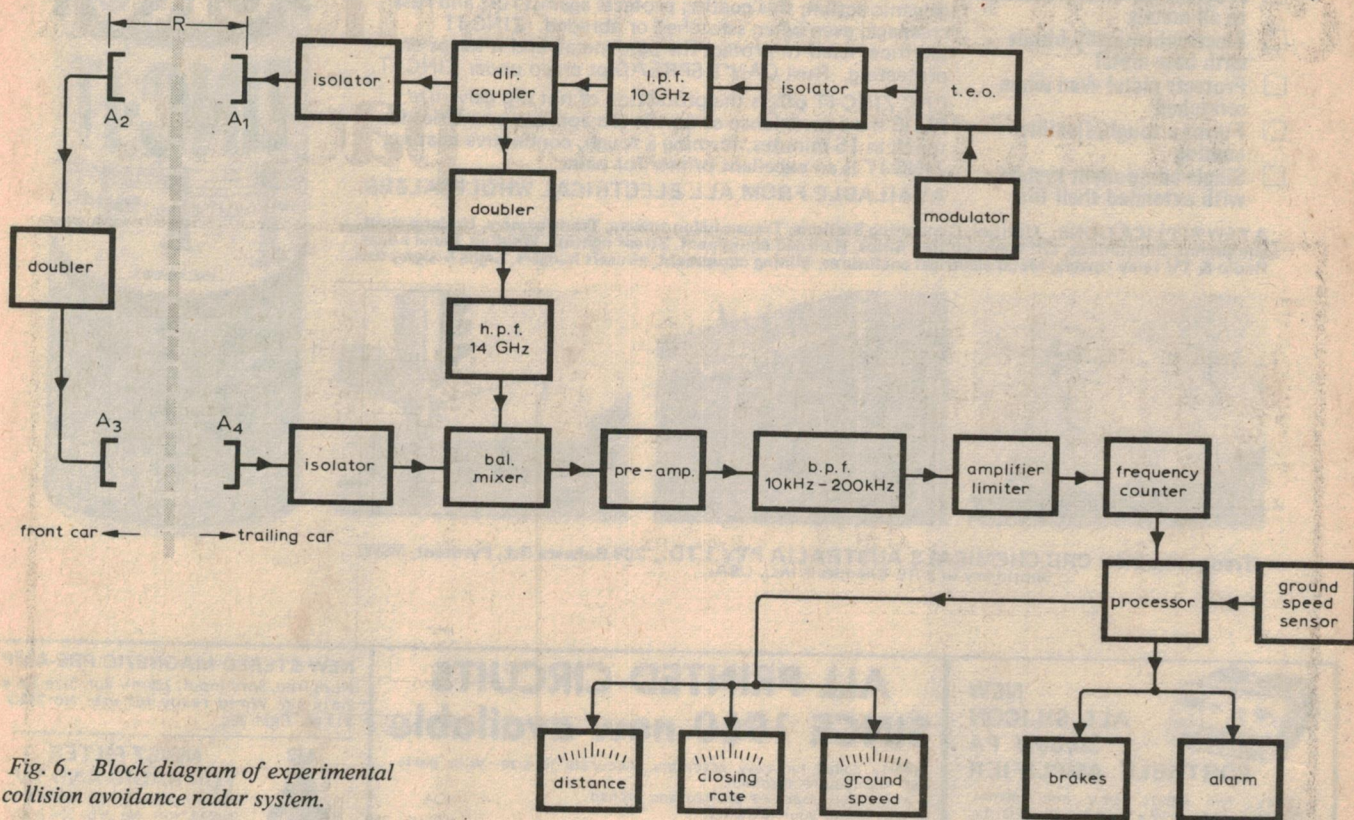 R
A2
A1
isolator
dir.
coupler
l.p.f.
10 GHz
isolator
t.e.o.
modulator
doubler
doubler
h.p.f.
14 GHz
A3
A4
isolator
bal.
mixer
pre-amp.
b.p.f.
10kHz-200kHz
amplifier
limiter
frequency
counter
front car
trailing car
processor
ground
speed
sensor
distance
closing
rate
ground
speed
brakes
alarm
Fig. 6. Block diagram of experimental
collision avoidance radar system.